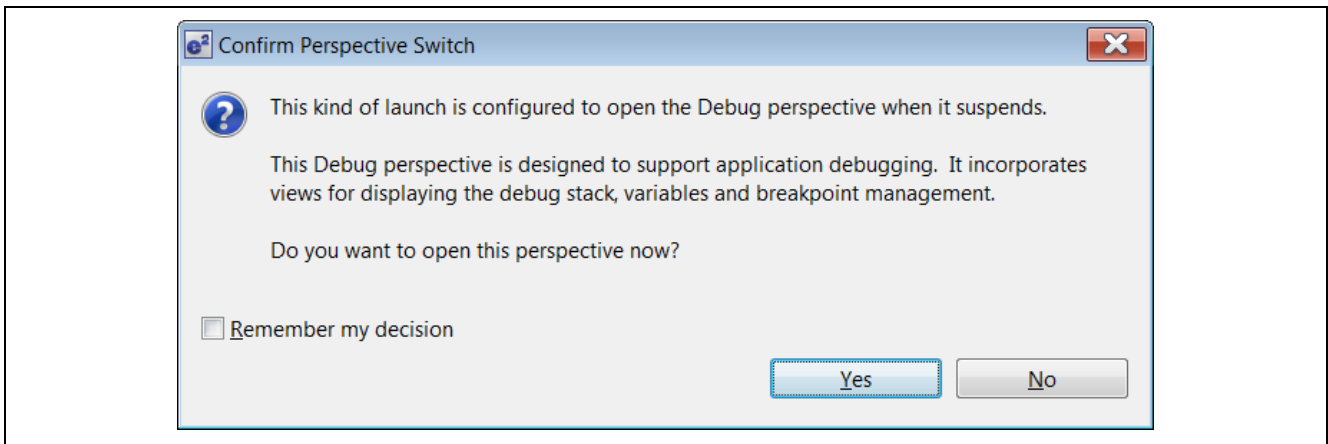 e² Confirm Perspective Switch
This kind of launch is configured to open the Debug perspective when it suspends.
This Debug perspective is designed to support application debugging. It incorporates
views for displaying the debug stack, variables and breakpoint management.
Do you want to open this perspective now?
Remember my decision
Yes No